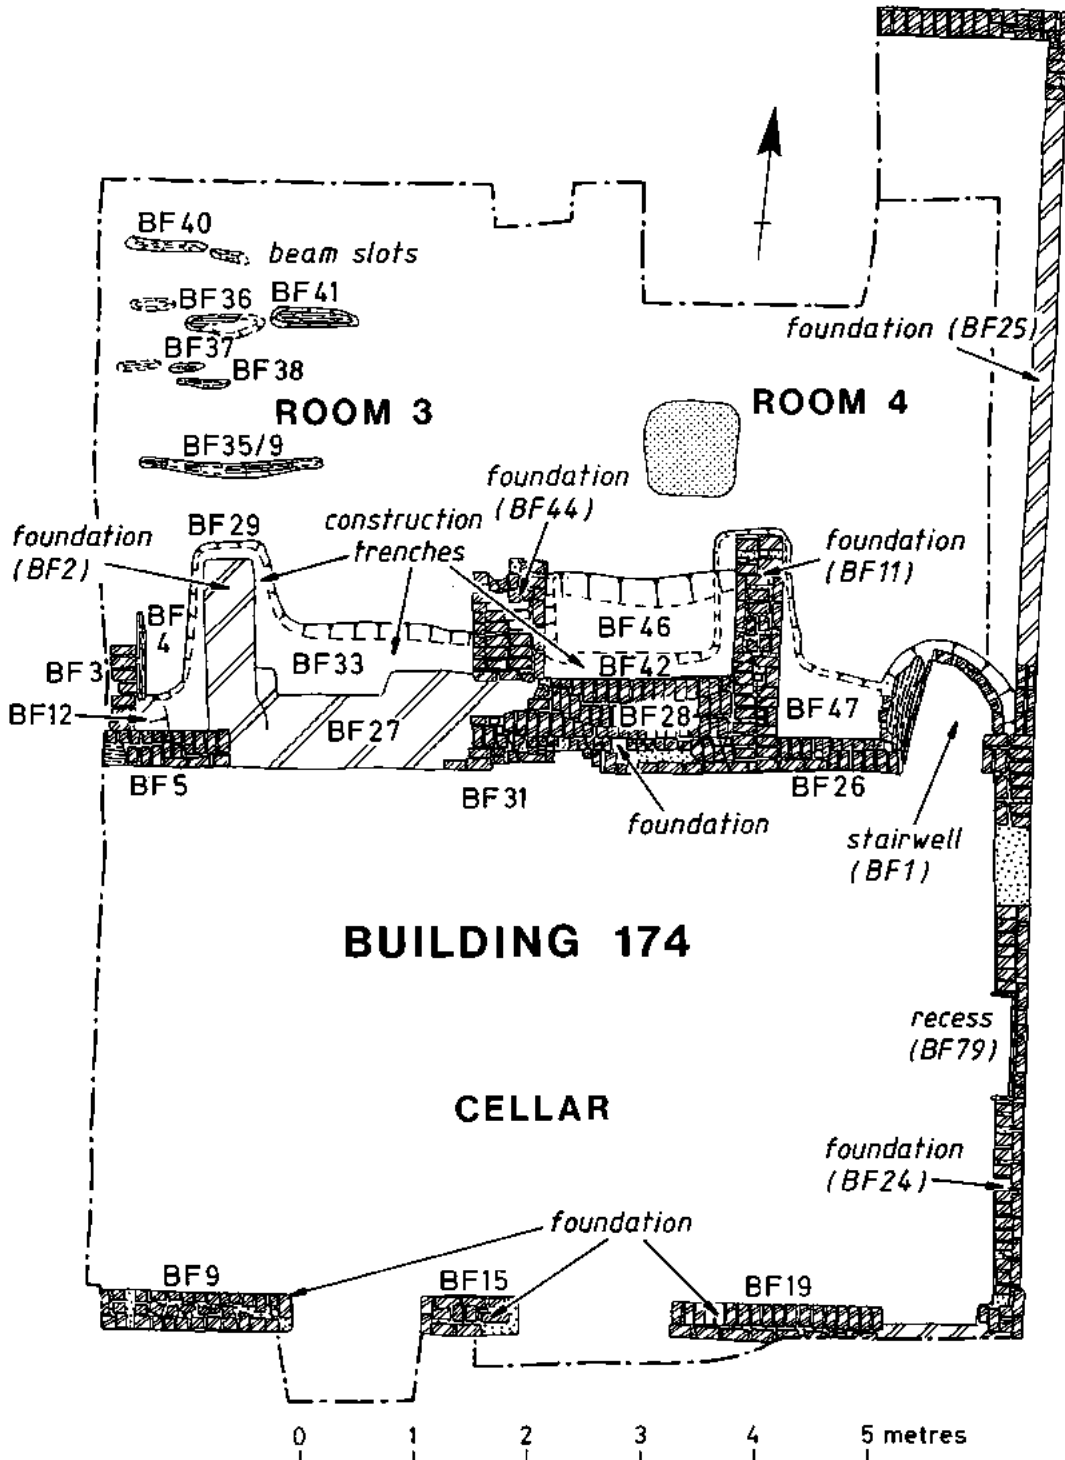 BF40
beam slots
BF36
BF41
BF37
BF38
foundation (BF25)
ROOM 3
ROOM 4
BF35/9
foundation
(BF44)
BF29
construction
trenches
foundation
(BF2)
foundation
(BF11)
BF
4
BF46
BF3
BF33
BF42
BF12
BF27
BF28
BF47
BF5
BF31
BF26
foundation
stairwell
(BF1)
BUILDING 174
recess
(BF79)
CELLAR
foundation
(BF24)
foundation
BF9
BF15
BF19
0 1 2 3 4 5 metres